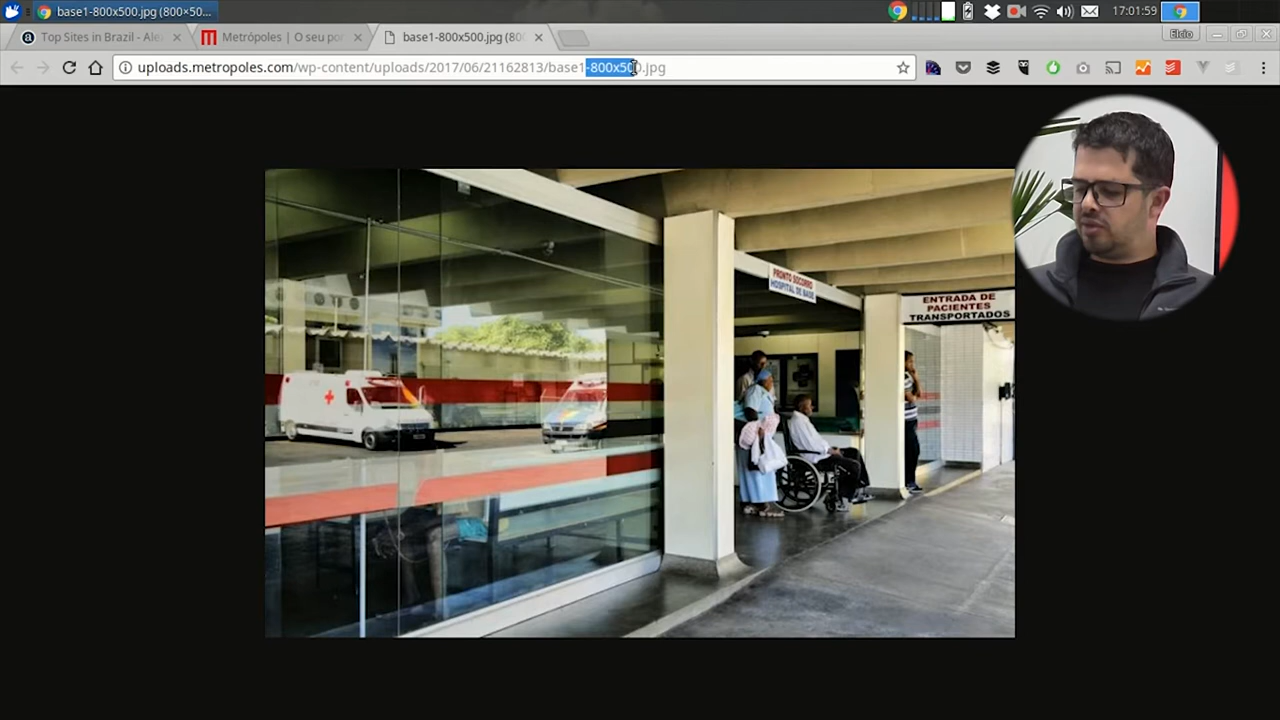 base1-800x500.jpg (800×50...
17:01:59
Top Sites in Brazil - Alex
Metrópoles | O seu por
base1-800x500.jpg (800
Elcio
uploads.metropoles.com/wp-content/uploads/2017/06/21162813/base1-800x500.jpg
PRONTO SOCORRO
HOSPITAL DE BASE
ENTRADA DE
PACIENTES
TRANSPORTADOS